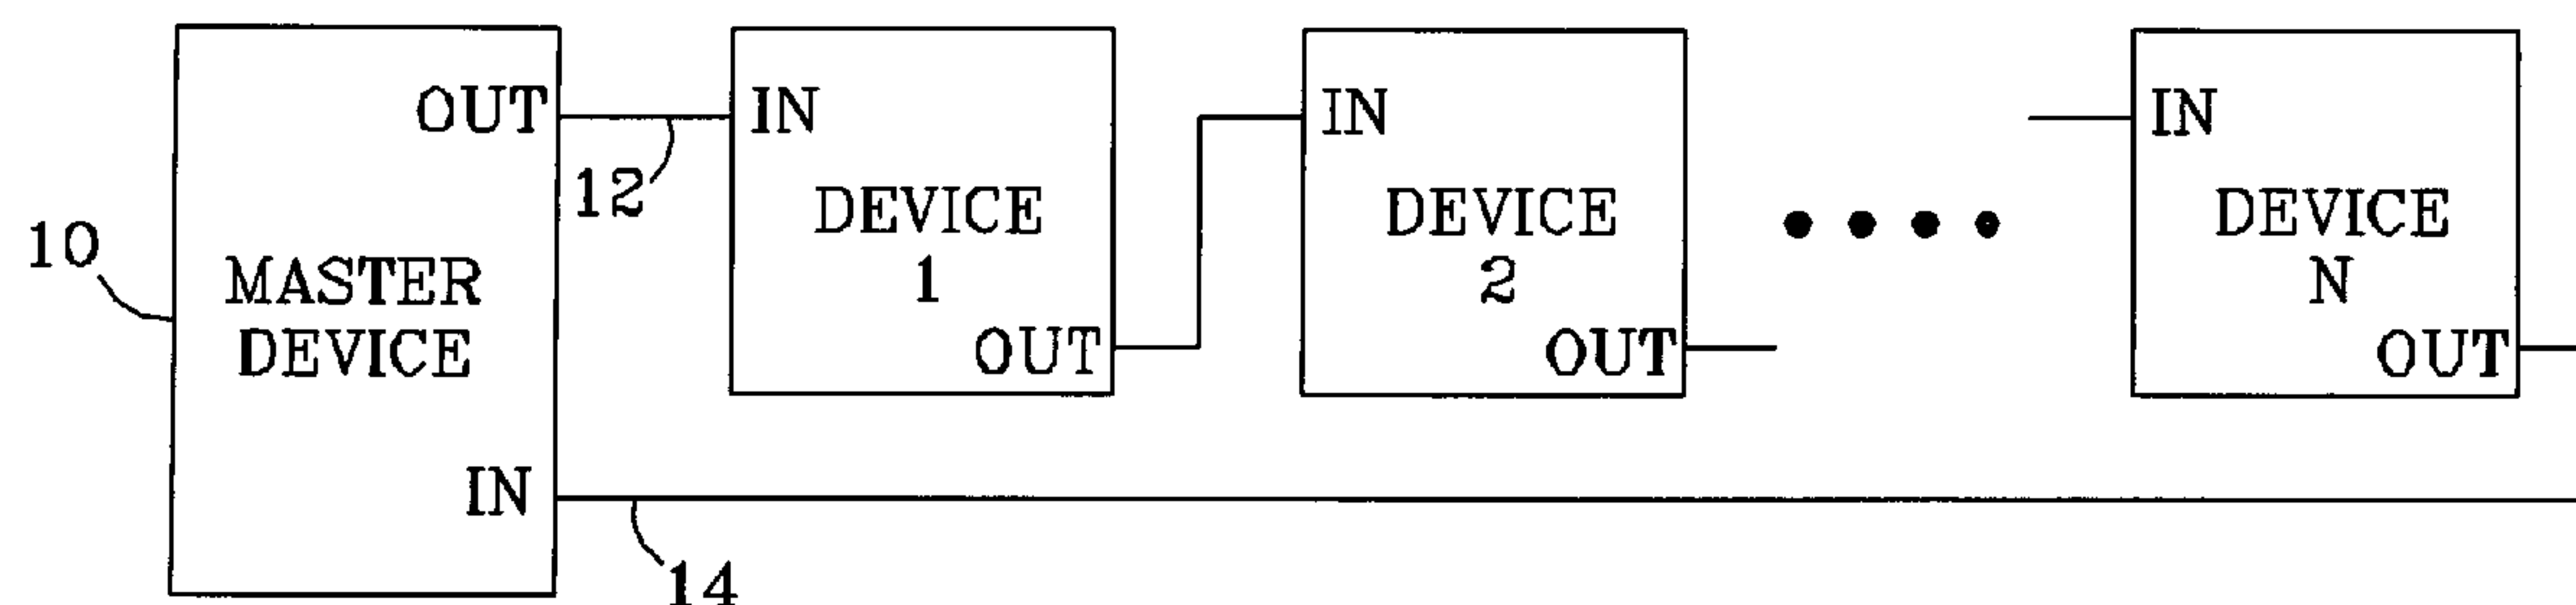 OUT
12
10
MASTER
DEVICE
IN
14
IN
DEVICE
1
OUT
IN
DEVICE
2
OUT
IN
DEVICE
N
OUT